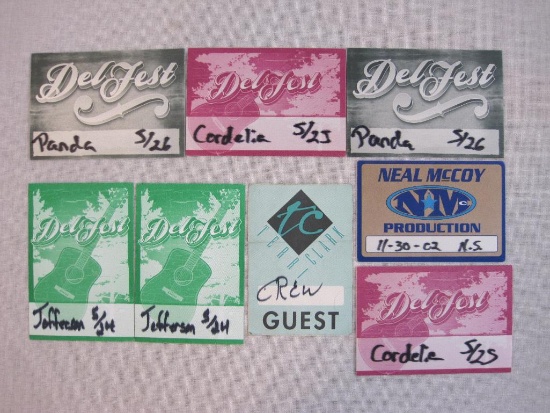 DelFest
Panda 5/26
DelFest
Cordelia 5/25
DelFest
Panda 5/26
DelFest
Jefferson 5/24
DelFest
Jefferson 5/24
tc
TERRI CLARK
CREW
GUEST
NEAL McCOY
NM
PRODUCTION
11-30-02 N.S.
DelFest
Cordelia 5/25